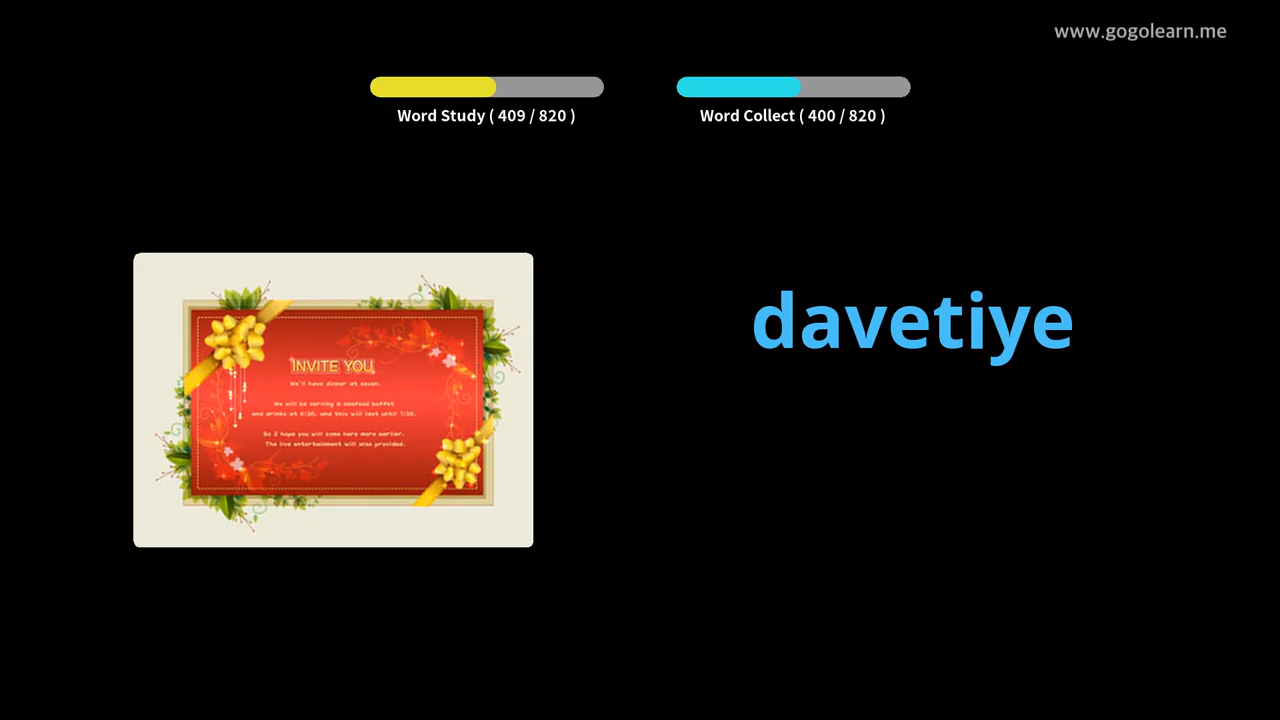 www.gogolearn.me
Word Study ( 409 / 820 )
Word Collect ( 400 / 820 )
davetiye
INVITE YOU
We'll have dinner at seven.
We will be serving a seafood buffet
and drinks at 6:30, and this will last until 7:30.
So I hope you will come here more earlier.
The live entertainment will also provided.